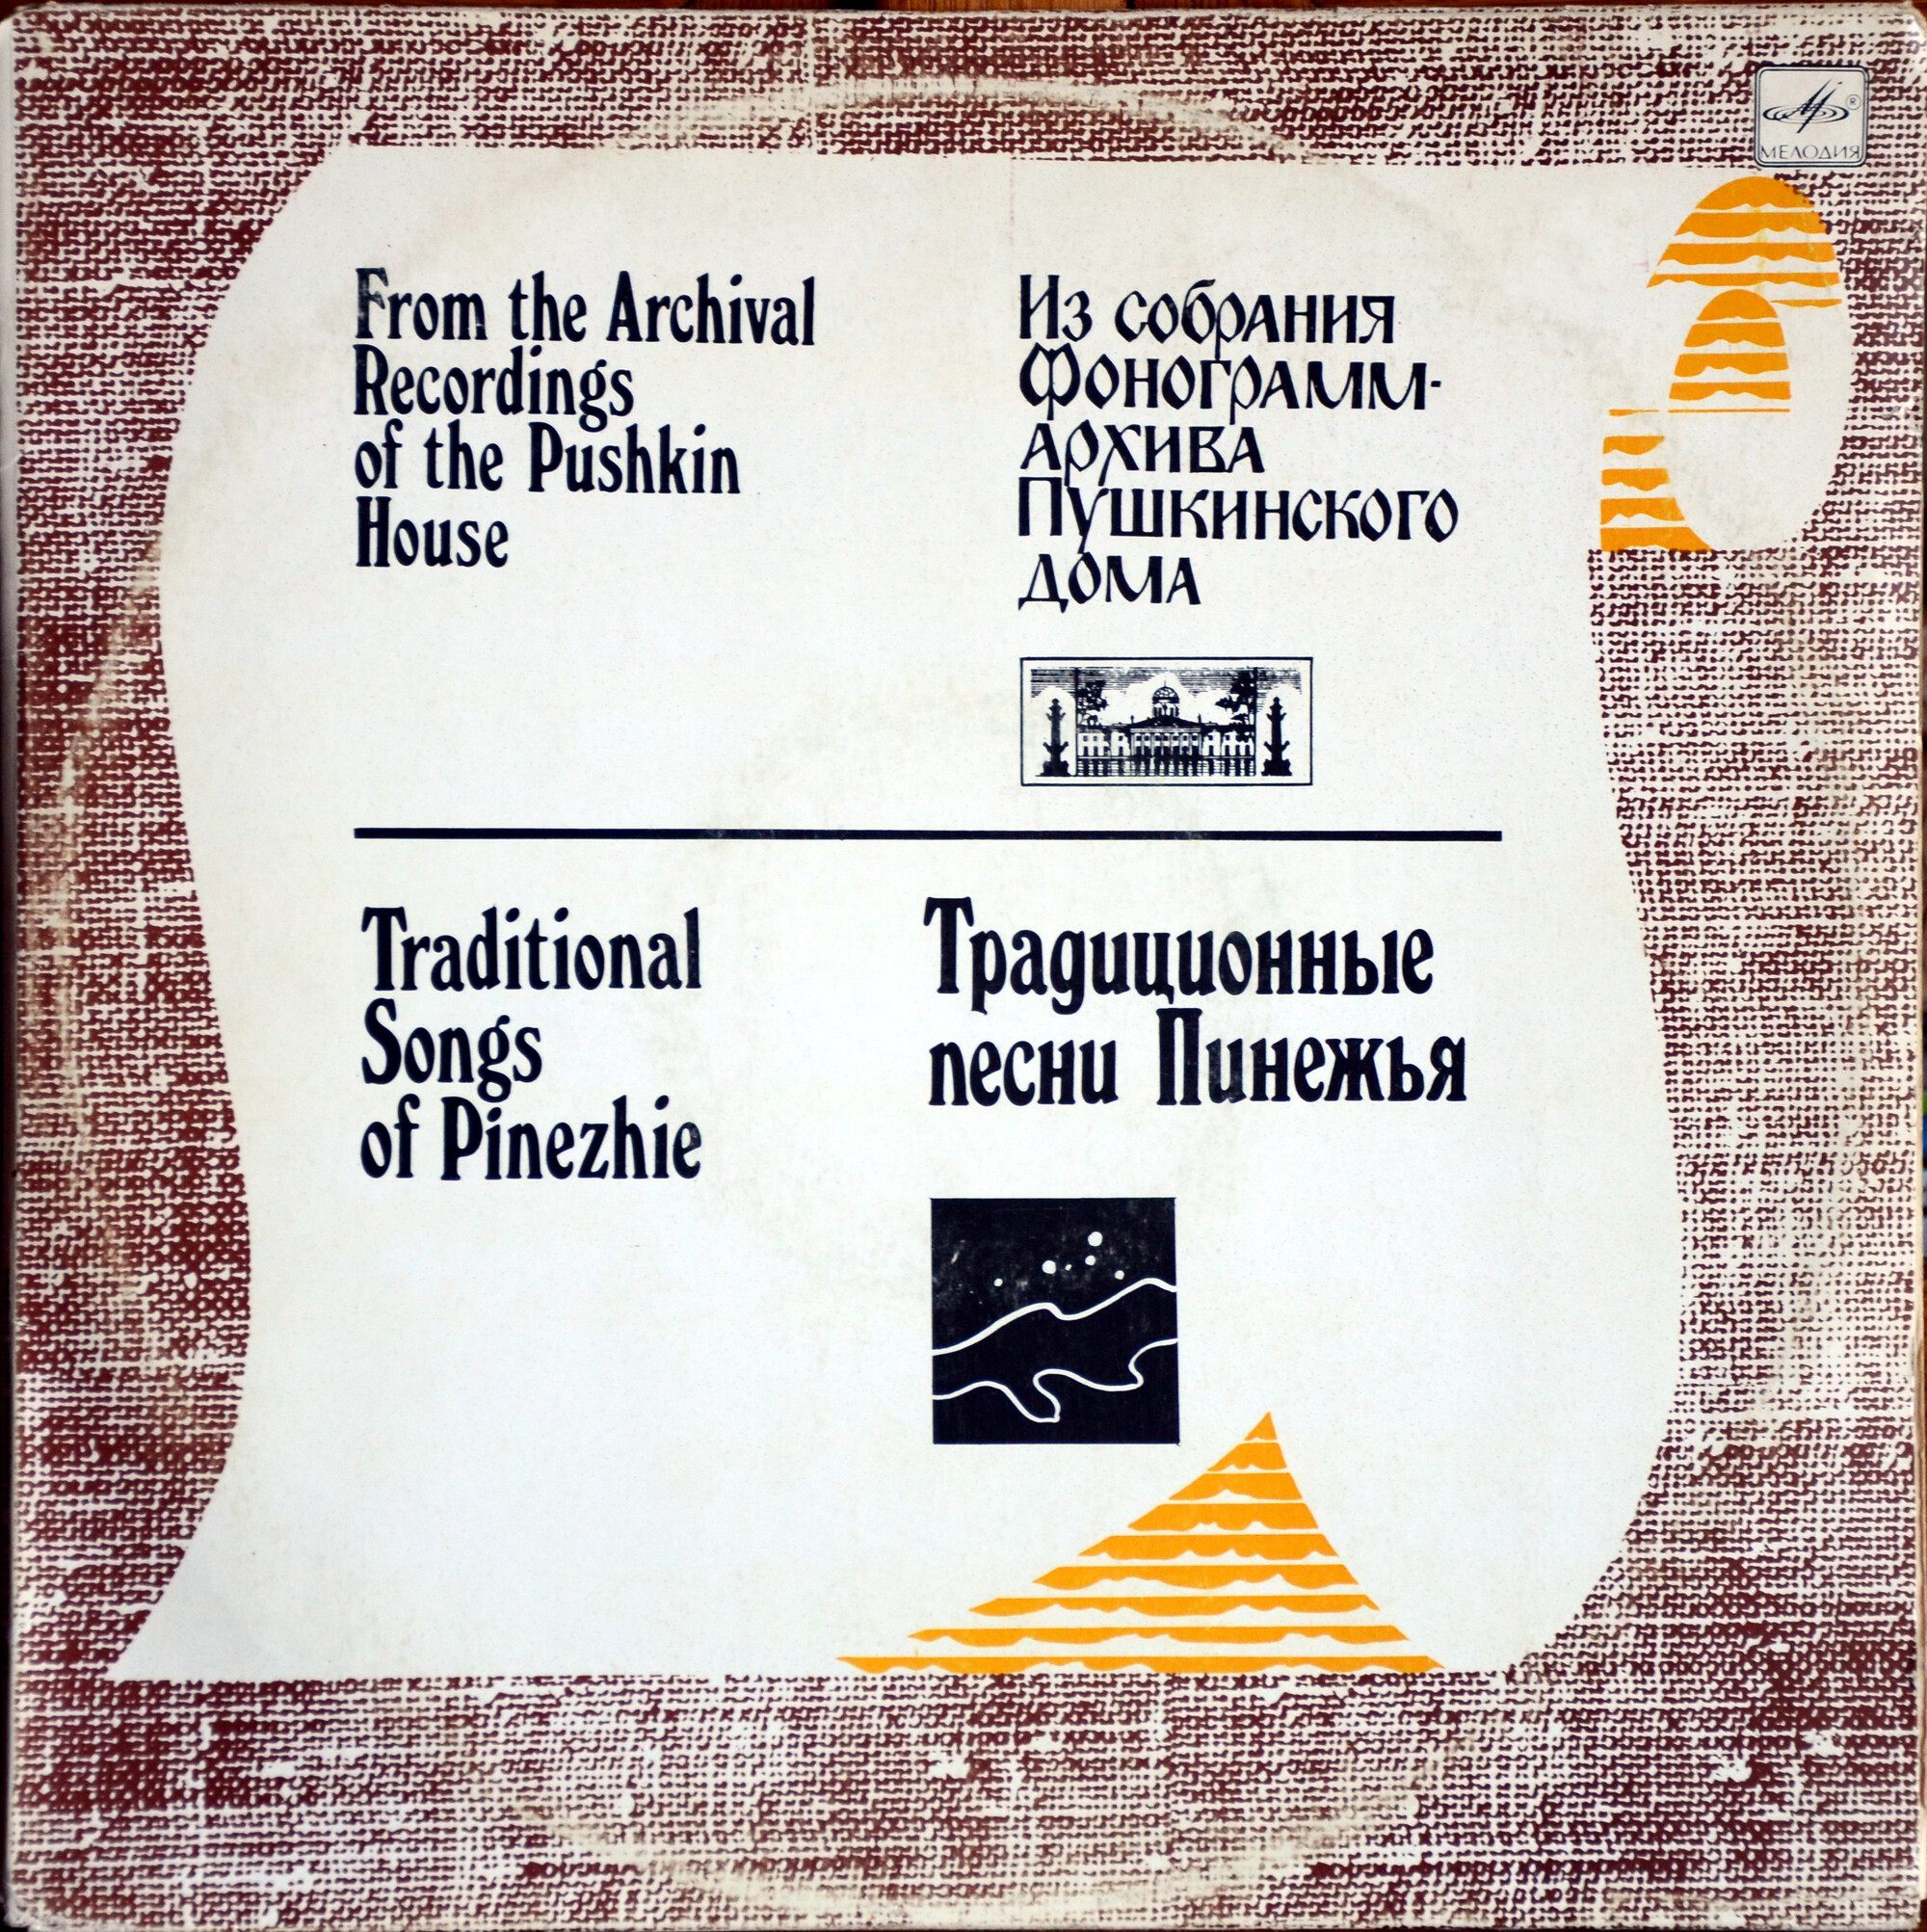 МЕЛОДИЯ
From the Archival
Recordings
of the Pushkin
House
Из собрания
Фонограмм-
архива
Пушкинского
дома
Traditional
Songs
of Pinezhie
Традиционные
песни Пинежья